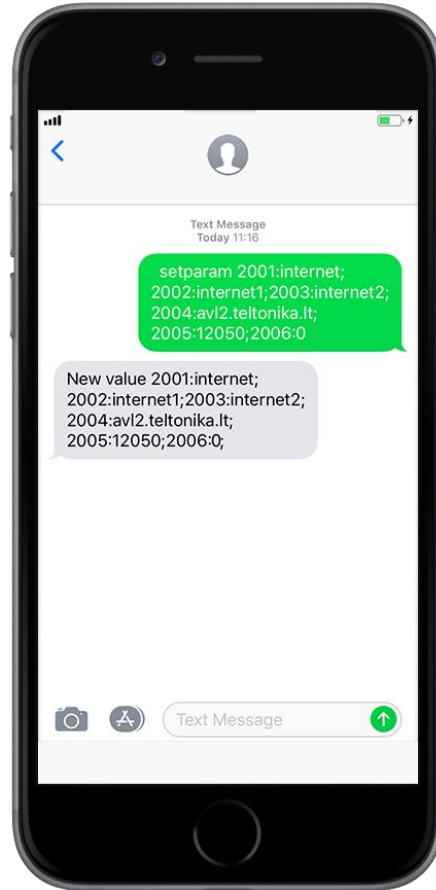 Text Message
Today 11:16
setparam 2001:internet;
2002:internet1;2003:internet2;
2004:avl2.teltonika.lt;
2005:12050;2006:0
New value 2001:internet;
2002:internet1;2003:internet2;
2004:avl2.teltonika.lt;
2005:12050;2006:0;
Text Message